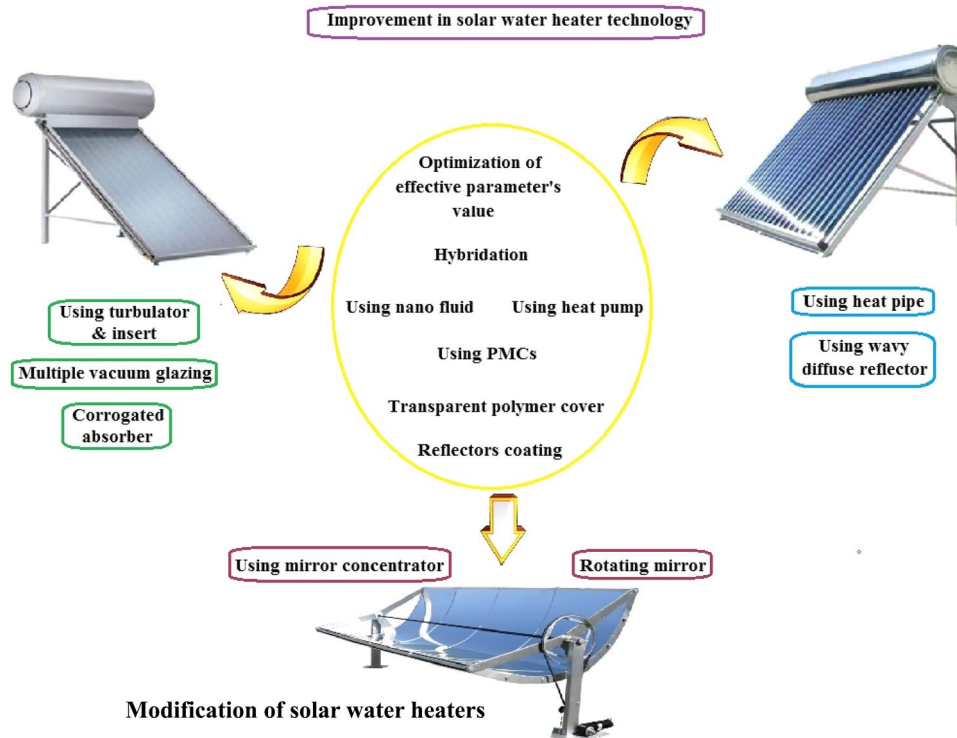 Improvement in solar water heater technology
Optimization of
effective parameter's
value
Hybridation
Using nano fluid
Using heat pump
Using PMCs
Transparent polymer cover
Reflectors coating
Using turbulator
& insert
Multiple vacuum glazing
Corrogated
absorber
Using heat pipe
Using wavy
diffuse reflector
Using mirror concentrator
Rotating mirror
Modification of solar water heaters